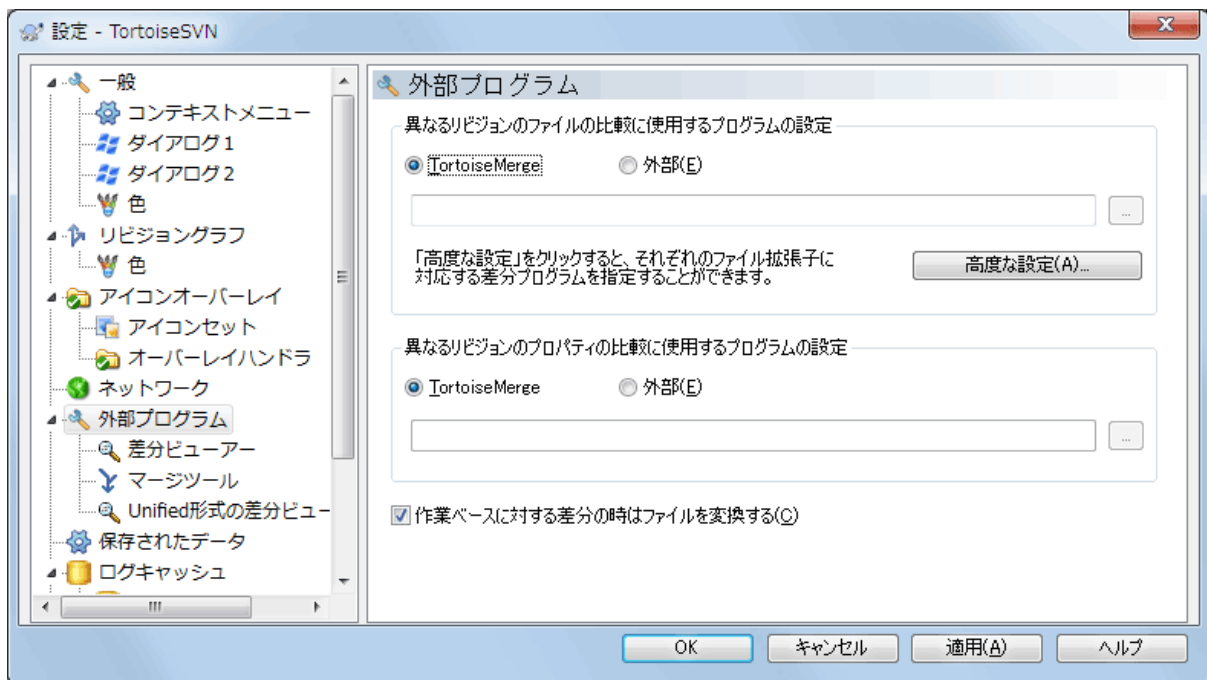 設定 - TortoiseSVN
一般
コンテキストメニュー
ダイアログ1
ダイアログ2
色
リビジョングラフ
色
アイコンオーバーレイ
アイコンセット
オーバーレイハンドラ
ネットワーク
外部プログラム
差分ビューアー
マージツール
Unified形式の差分ビュー
保存されたデータ
ログキャッシュ
外部プログラム
異なるリビジョンのファイルの比較に使用するプログラムの設定
TortoiseMerge 外部(E)
...
「高度な設定」をクリックすると、それぞれのファイル拡張子に
対応する差分プログラムを指定することができます。
高度な設定(A)...
異なるリビジョンのプロパティの比較に使用するプログラムの設定
TortoiseMerge 外部(E)
...
作業ベースに対する差分の時はファイルを変換する(C)
OK キャンセル 適用(A) ヘルプ